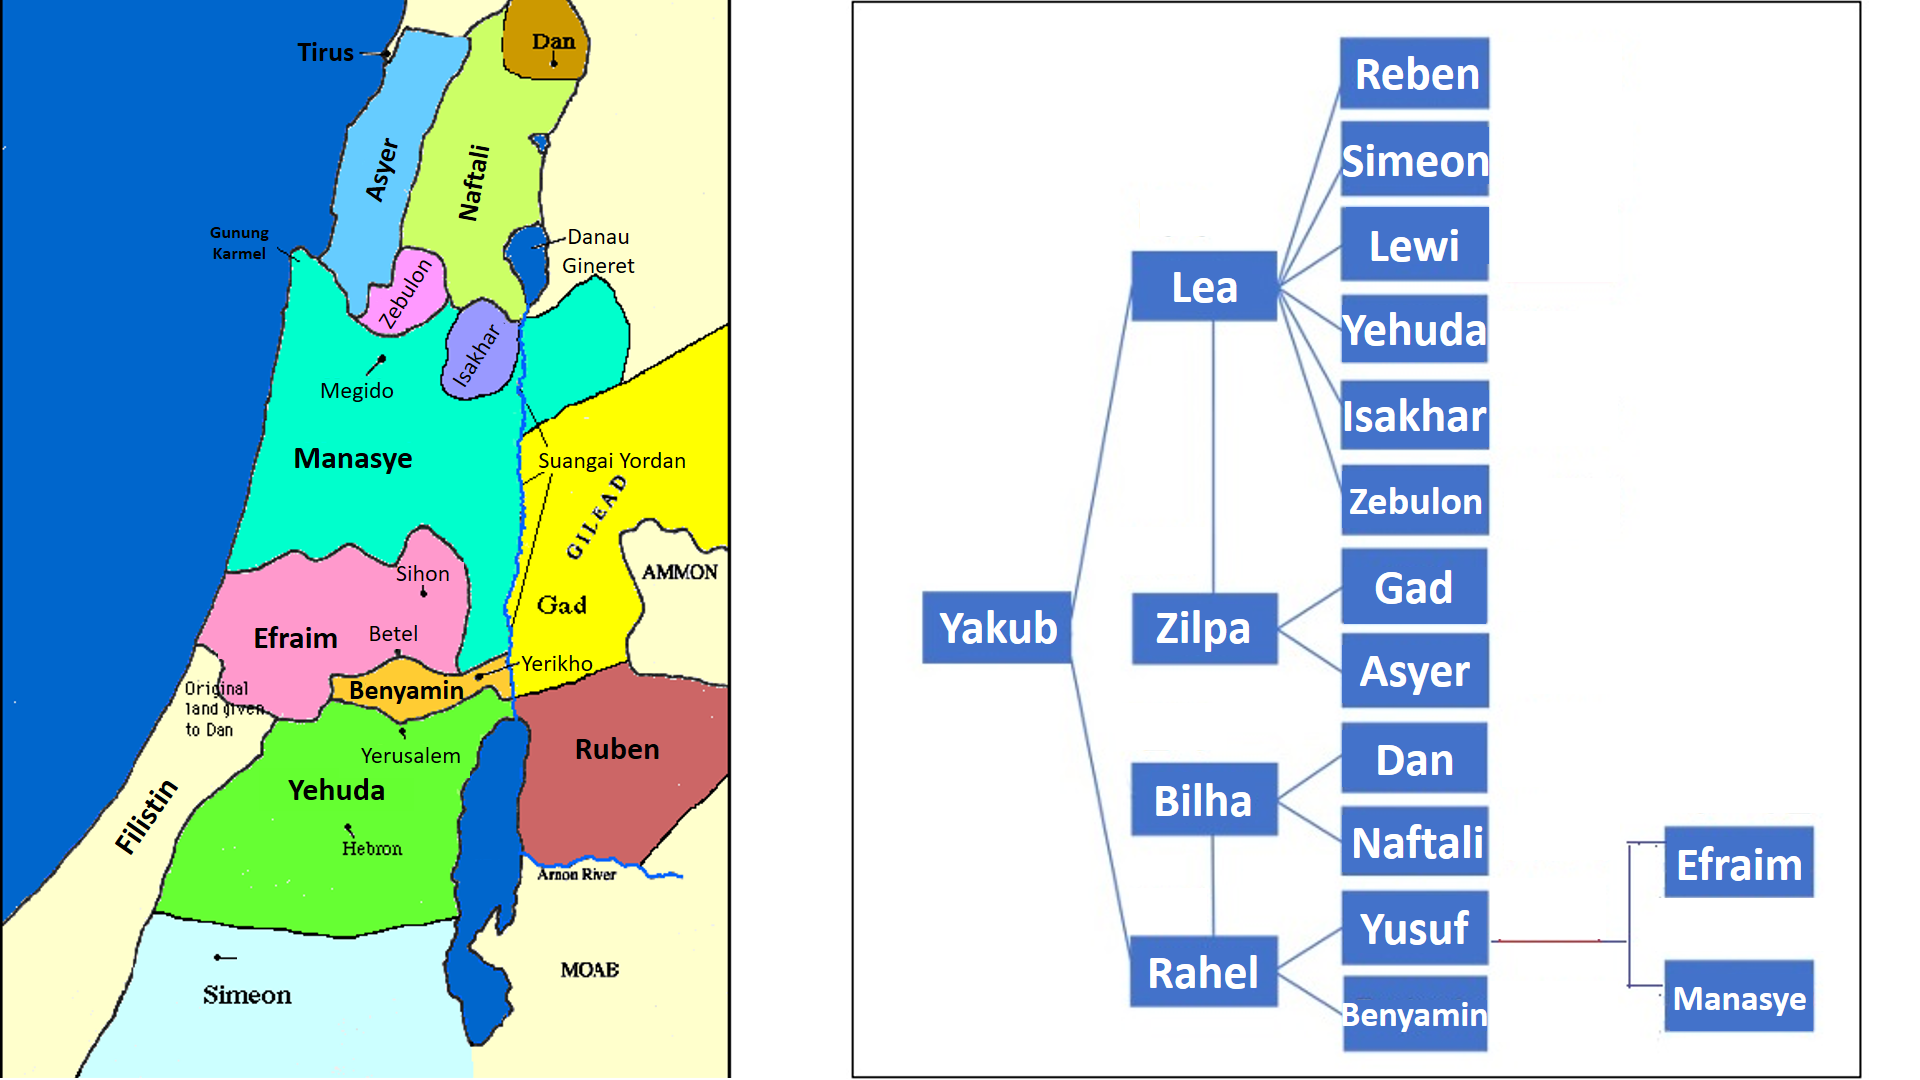 Tirus
Dan
Asyer
Naftali
Gunung
Karmel
Danau
Gineret
Zebulon
Isakhar
Megido
Manasye
Suangai Yordan
GILEAD
AMMON
Sihon
Gad
Efraim
Betel
Yerikho
Benyamin
Original
land given
to Dan
Yerusalem
Ruben
Yehuda
Filistin
Hebron
Arnon River
MOAB
Simeon
Reben
Simeon
Lewi
Lea
Yehuda
Isakhar
Zebulon
Gad
Yakub
Zilpa
Asyer
Dan
Bilha
Naftali
Efraim
Yusuf
Rahel
Manasye
Benyamin